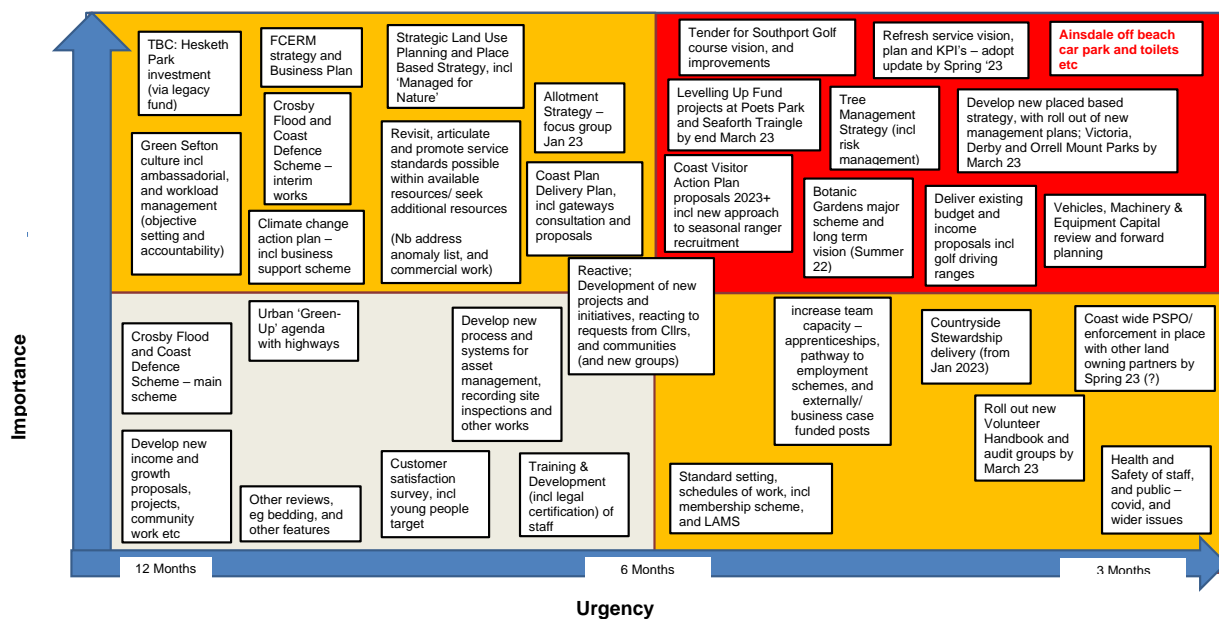 TBC: Hesketh
Park
investment
(via legacy
fund)
FCERM
strategy and
Business Plan
Strategic Land Use
Planning and Place
Based Strategy, incl
‘Managed for
Nature’
Crosby
Flood and
Coast
Defence
Scheme –
interim
works
Allotment
Strategy –
focus group
Jan 23
Green Sefton
culture incl
ambassadorial,
and workload
management
(objective
setting and
accountability)
Revisit, articulate
and promote service
standards possible
within available
resources/ seek
additional resources
(Nb address
anomaly list, and
commercial work)
Coast Plan
Delivery Plan,
incl gateways
consultation and
proposals
Climate change
action plan –
incl business
support scheme
Tender for Southport Golf
course vision, and
improvements
Refresh service vision,
plan and KPI’s – adopt
update by Spring ‘23
Ainsdale off beach
car park and toilets
etc
Levelling Up Fund
projects at Poets Park
and Seaforth Traingle
by end March 23
Tree
Management
Strategy (incl
risk
management)
Develop new placed based
strategy, with roll out of new
management plans; Victoria,
Derby and Orrell Mount Parks by
March 23
Coast Visitor
Action Plan
proposals 2023+
incl new approach
to seasonal ranger
recruitment
Botanic
Gardens major
scheme and
long term
vision (Summer
22)
Deliver existing
budget and
income
proposals incl
golf driving
ranges
Vehicles, Machinery &
Equipment Capital
review and forward
planning
Reactive;
Development of new
projects and
initiatives, reacting to
requests from Cllrs,
and communities
(and new groups)
Crosby Flood
and Coast
Defence
Scheme – main
scheme
Urban ‘Green-
Up’ agenda
with highways
Develop new
process and
systems for
asset
management,
recording site
inspections and
other works
Develop new
income and
growth
proposals,
projects,
community
work etc
Other reviews,
eg bedding, and
other features
Customer
satisfaction
survey, incl
young people
target
Training &
Development
(incl legal
certification) of
staff
increase team
capacity –
apprenticeships,
pathway to
employment
schemes, and
externally/
business case
funded posts
Countryside
Stewardship
delivery (from
Jan 2023)
Coast wide PSPO/
enforcement in place
with other land
owning partners by
Spring 23 (?)
Roll out new
Volunteer
Handbook and
audit groups by
March 23
Standard setting,
schedules of work, incl
membership scheme,
and LAMS
Health and
Safety of staff,
and public –
covid, and
wider issues
Importance
12 Months
6 Months
3 Months
Urgency